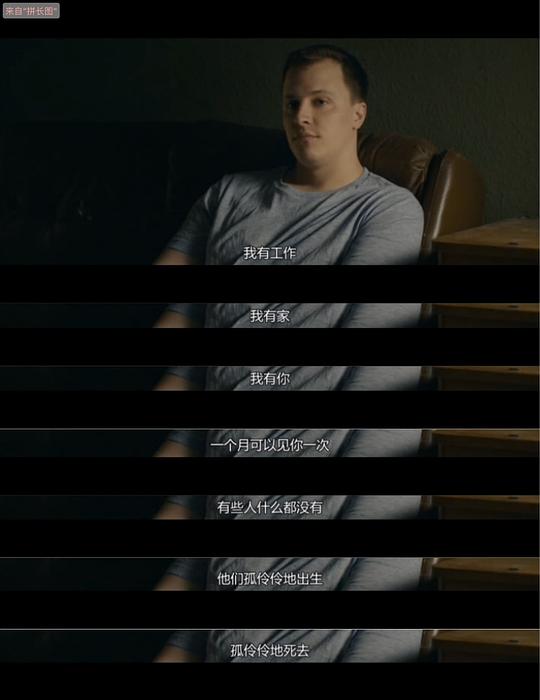 来自"拼长图"
我有工作
我有家
我有你
一个月可以见你一次
有些人什么都没有
他们孤伶伶地出生
孤伶伶地死去